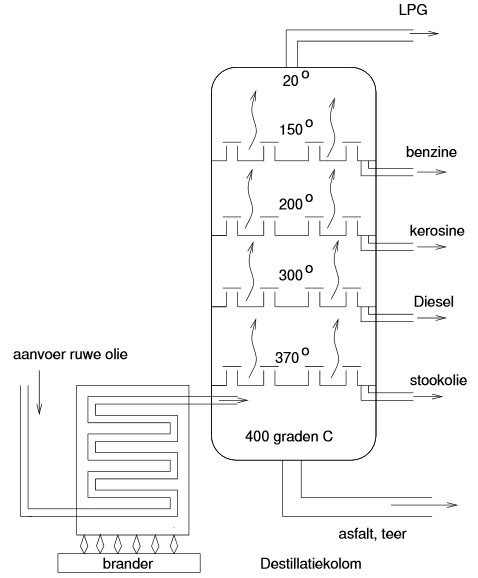 LPG
20°
150°
benzine
200°
kerosine
300°
Diesel
aanvoer ruwe olie
370°
stookolie
400 graden C
asfalt, teer
brander
Destillatiekolom